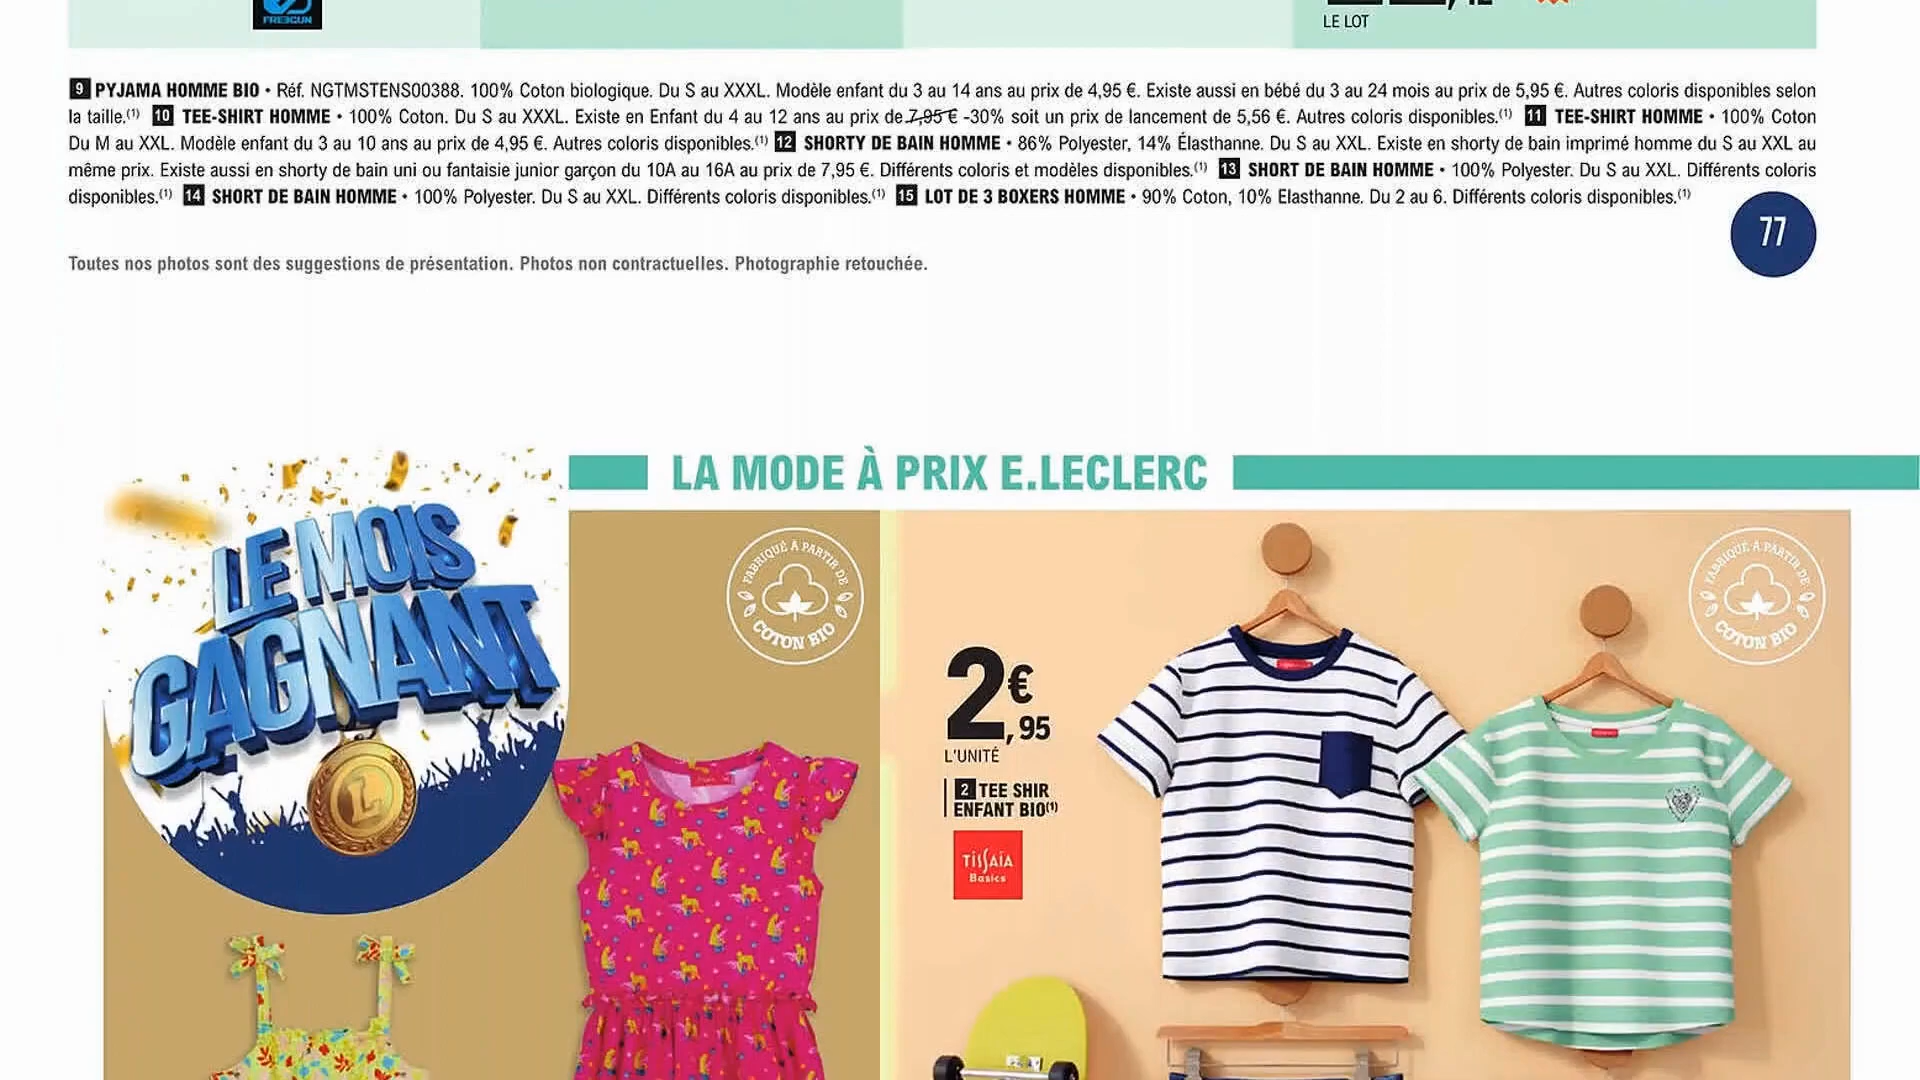 FREEGUN
LE LOT
9 PYJAMA HOMME BIO • Réf. NGTMSTENS00388. 100% Coton biologique. Du S au XXXL. Modèle enfant du 3 au 14 ans au prix de 4,95 €. Existe aussi en bébé du 3 au 24 mois au prix de 5,95 €. Autres coloris disponibles selon
la taille.(1) 10 TEE-SHIRT HOMME • 100% Coton. Du S au XXXL. Existe en Enfant du 4 au 12 ans au prix de 7,95 € -30% soit un prix de lancement de 5,56 €. Autres coloris disponibles.(1) 11 TEE-SHIRT HOMME • 100% Coton
Du M au XXL. Modèle enfant du 3 au 10 ans au prix de 4,95 €. Autres coloris disponibles.(1) 12 SHORTY DE BAIN HOMME • 86% Polyester, 14% Élasthanne. Du S au XXL. Existe en shorty de bain imprimé homme du S au XXL au
même prix. Existe aussi en shorty de bain uni ou fantaisie junior garçon du 10A au 16A au prix de 7,95 €. Différents coloris et modèles disponibles.(1) 13 SHORT DE BAIN HOMME • 100% Polyester. Du S au XXL. Différents coloris
disponibles.(1) 14 SHORT DE BAIN HOMME • 100% Polyester. Du S au XXL. Différents coloris disponibles.(1) 15 LOT DE 3 BOXERS HOMME • 90% Coton, 10% Elasthanne. Du 2 au 6. Différents coloris disponibles.(1)
77
Toutes nos photos sont des suggestions de présentation. Photos non contractuelles. Photographie retouchée.
LA MODE À PRIX E.LECLERC
LE MOIS
GAGNANT
L
FABRIQUÉ À PARTIR DE
COTON BIO
FABRIQUÉ À PARTIR DE
COTON BIO
2€,95
L'UNITÉ
2 TEE SHIR
ENFANT BIO(1)
TISSAIA
Basics